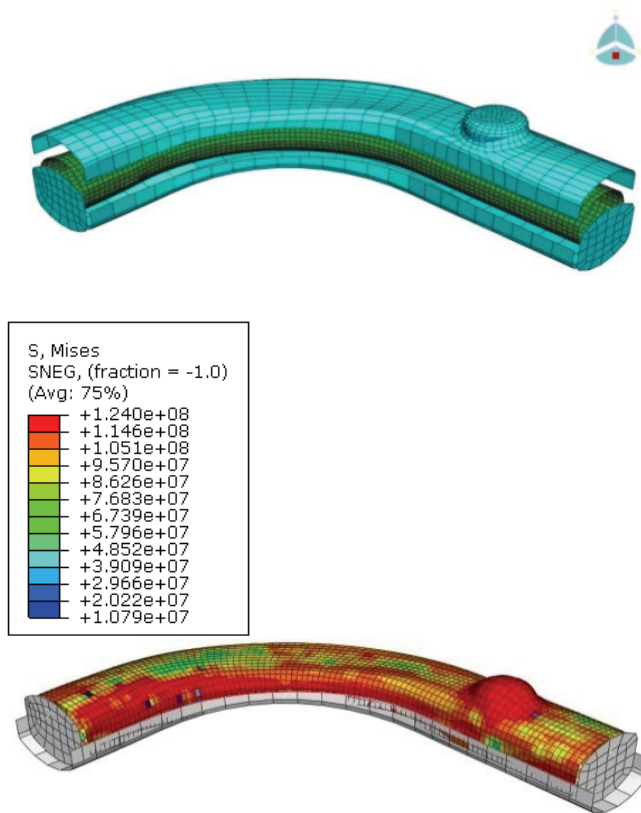 S, Mises
SNEG, (fraction = -1.0)
(Avg: 75%)
+1.240e+08
+1.146e+08
+1.051e+08
+9.570e+07
+8.626e+07
+7.683e+07
+6.739e+07
+5.796e+07
+4.852e+07
+3.909e+07
+2.966e+07
+2.022e+07
+1.079e+07